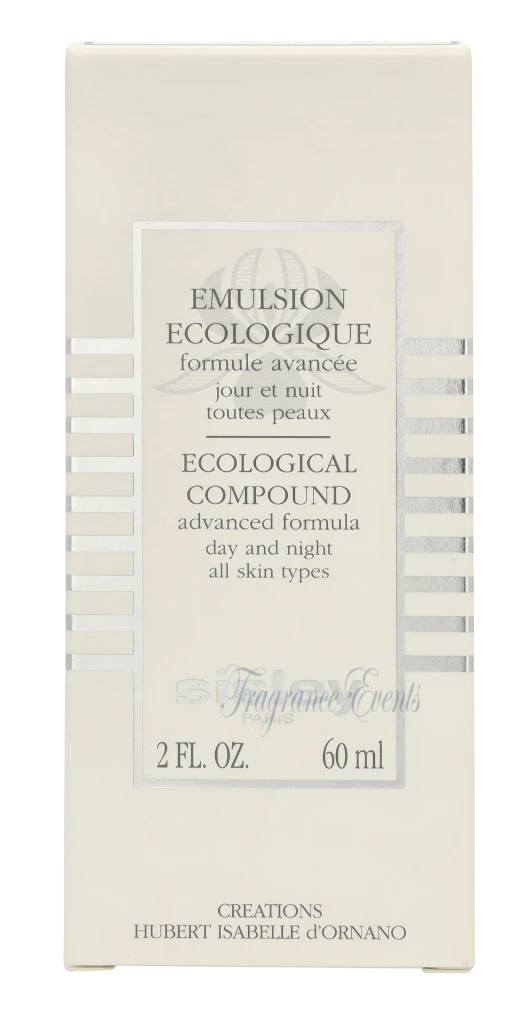 EMULSION
ECOLOGIQUE
formule avancée
jour et nuit
toutes peaux
ECOLOGICAL
COMPOUND
advanced formula
day and night
all skin types
sisley
Fragrance Events
PARIS
2 FL. OZ. 60 ml
CREATIONS
HUBERT ISABELLE d'ORNANO